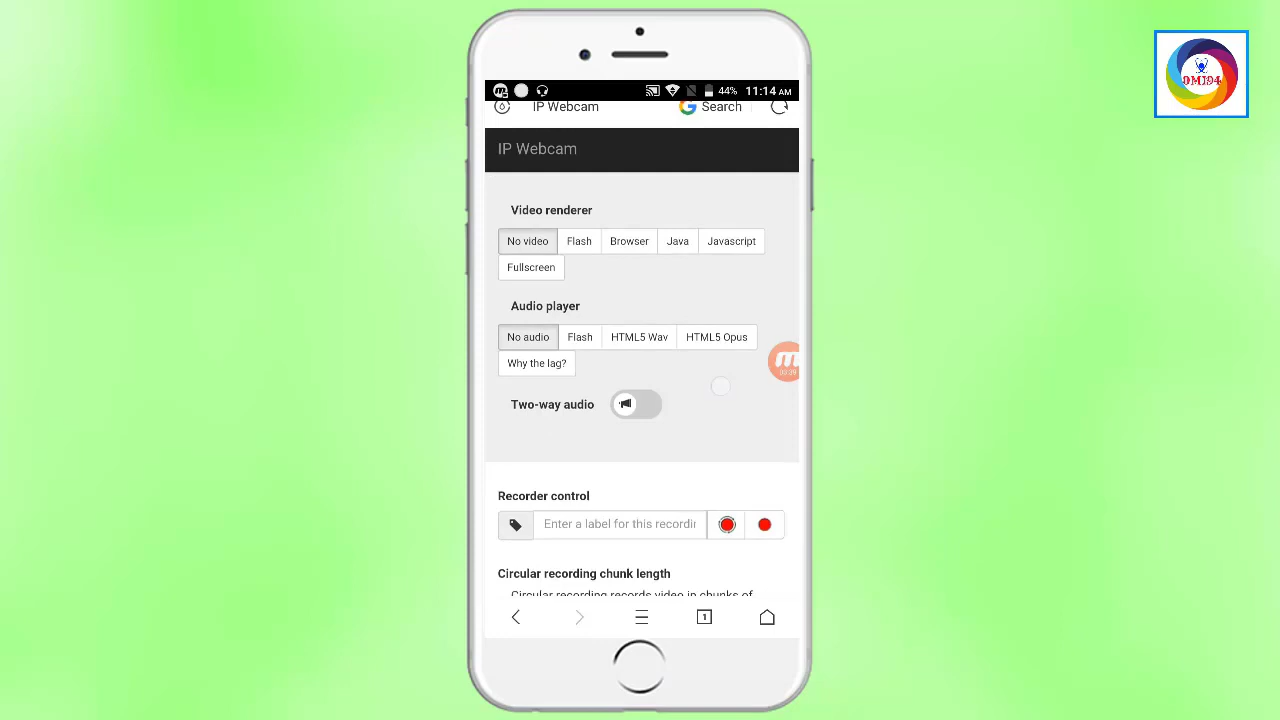 44% 11:14 AM
IP Webcam Search
IP Webcam
Video renderer
No video Flash Browser Java Javascript
Fullscreen
Audio player
No audio Flash HTML5 Wav HTML5 Opus
Why the lag?
Two-way audio
Recorder control
Enter a label for this recordin
Circular recording chunk length
Circular recording records video in chunks of
1